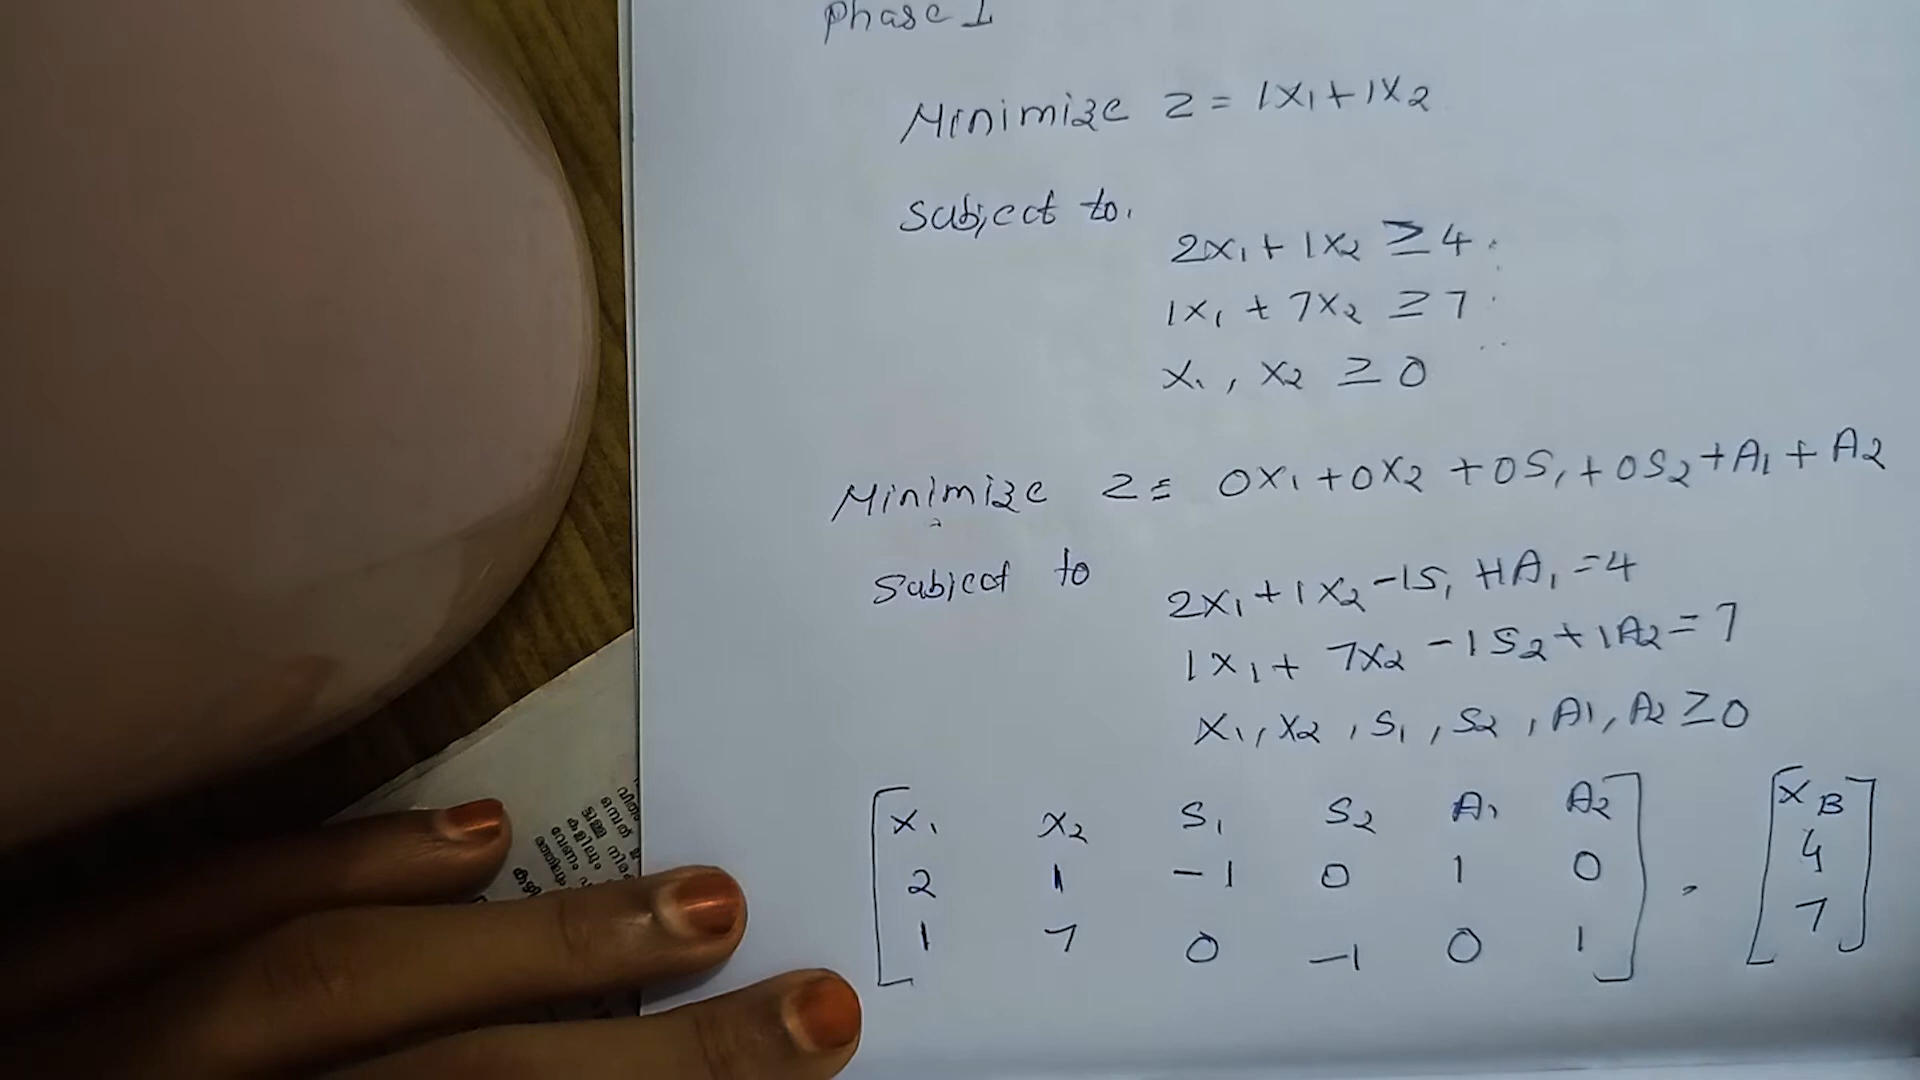 Phase I
Minimize Z = 1x1 + 1x2
Subject to.
2x1 + 1x2 ≥ 4
1x1 + 7x2 ≥ 7
x1, x2 ≥ 0
Minimize Z = 0x1 + 0x2 + 0S1 + 0S2 + A1 + A2
Subject to
2x1 + 1x2 - 1S1 + 1A1 = 4
1x1 + 7x2 - 1S2 + 1A2 = 7
x1, x2, S1, S2, A1, A2 ≥ 0
x1 x2 S1 S2 A1 A2 xB
2 1 -1 0 1 0 = 4
1 7 0 -1 0 1 7